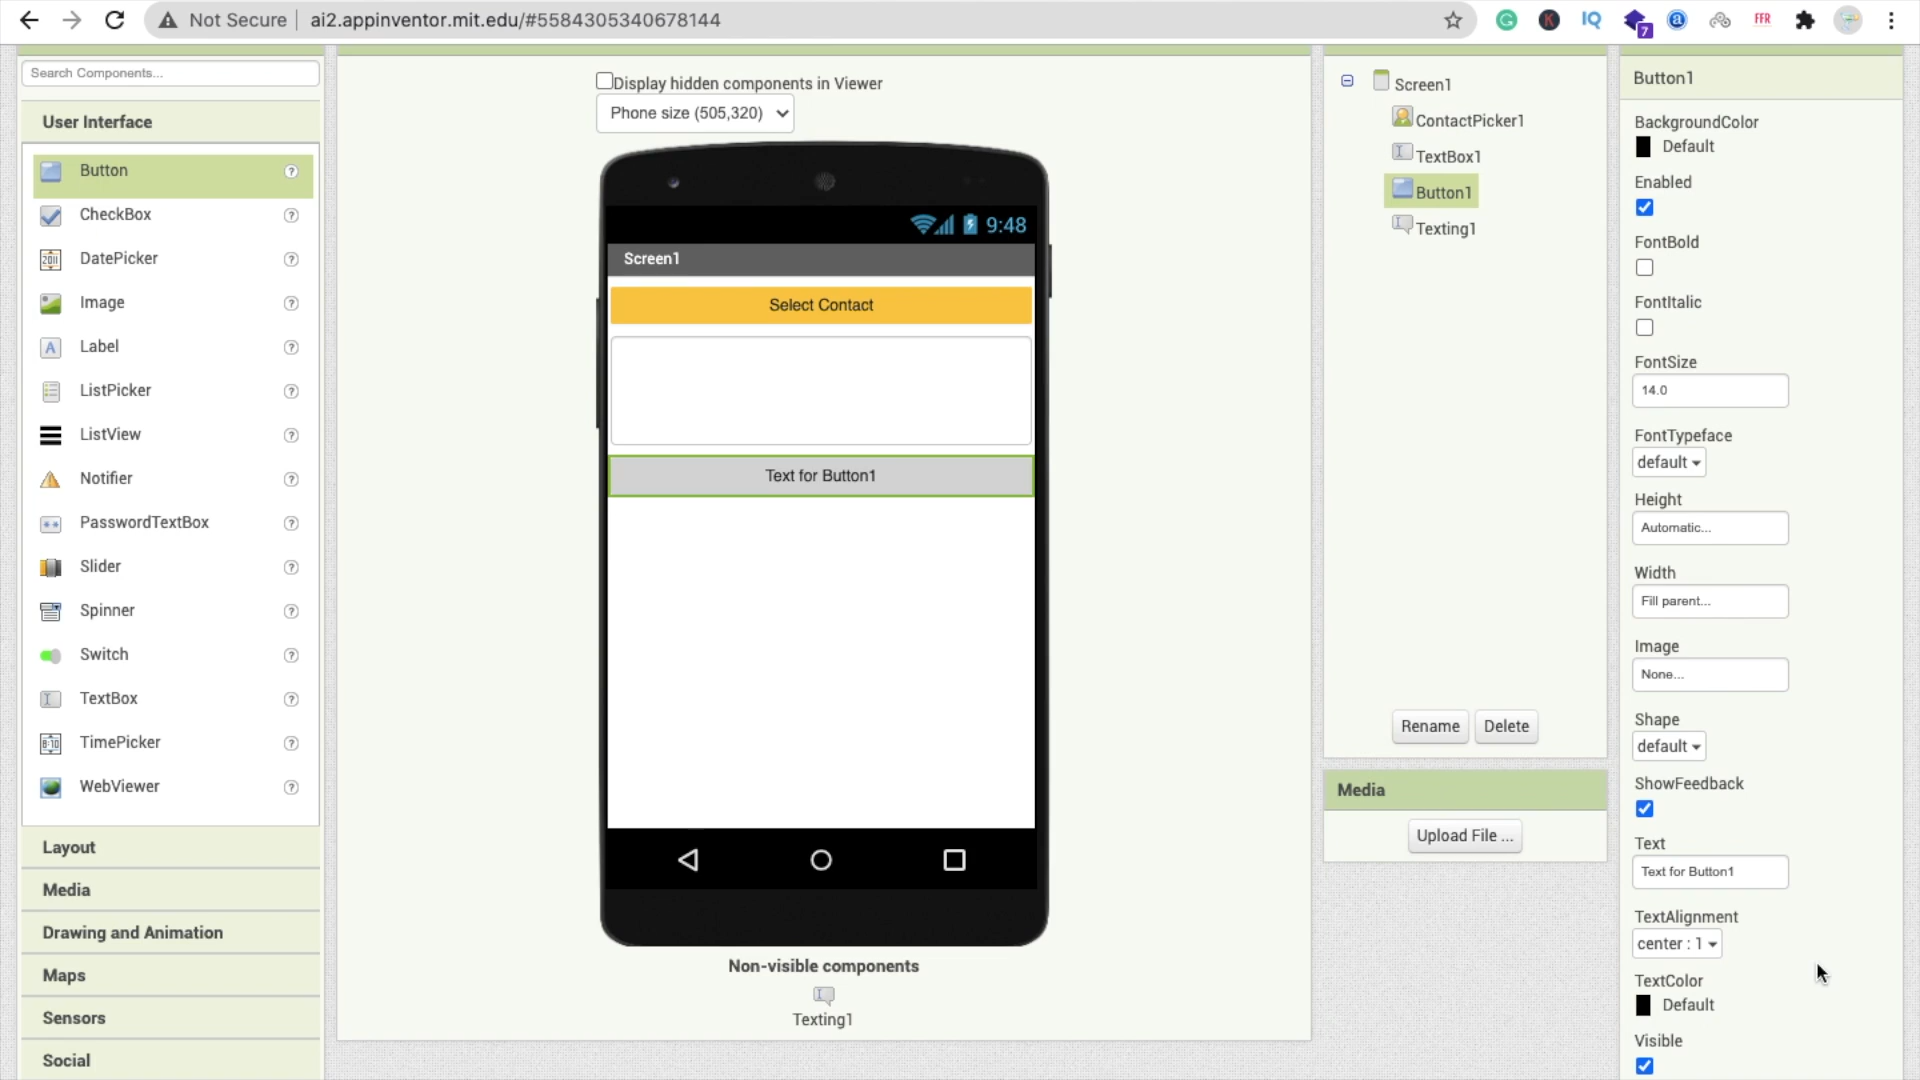 Not Secure
ai2.appinventor.mit.edu/#5584305340678144
IQ
7
FFR
Search Components...
User Interface
Button
CheckBox
DatePicker
Image
Label
ListPicker
ListView
Notifier
PasswordTextBox
Slider
Spinner
Switch
TextBox
TimePicker
WebViewer
Layout
Media
Drawing and Animation
Maps
Sensors
Social
Display hidden components in Viewer
Phone size (505,320)
9:48
Screen1
Select Contact
Text for Button1
Non-visible components
Texting1
Screen1
ContactPicker1
TextBox1
Button1
Texting1
Rename
Delete
Media
Upload File ...
Button1
BackgroundColor
Default
Enabled
FontBold
FontItalic
FontSize
14.0
FontTypeface
default
Height
Automatic...
Width
Fill parent...
Image
None...
Shape
default
ShowFeedback
Text
Text for Button1
TextAlignment
center : 1
TextColor
Default
Visible